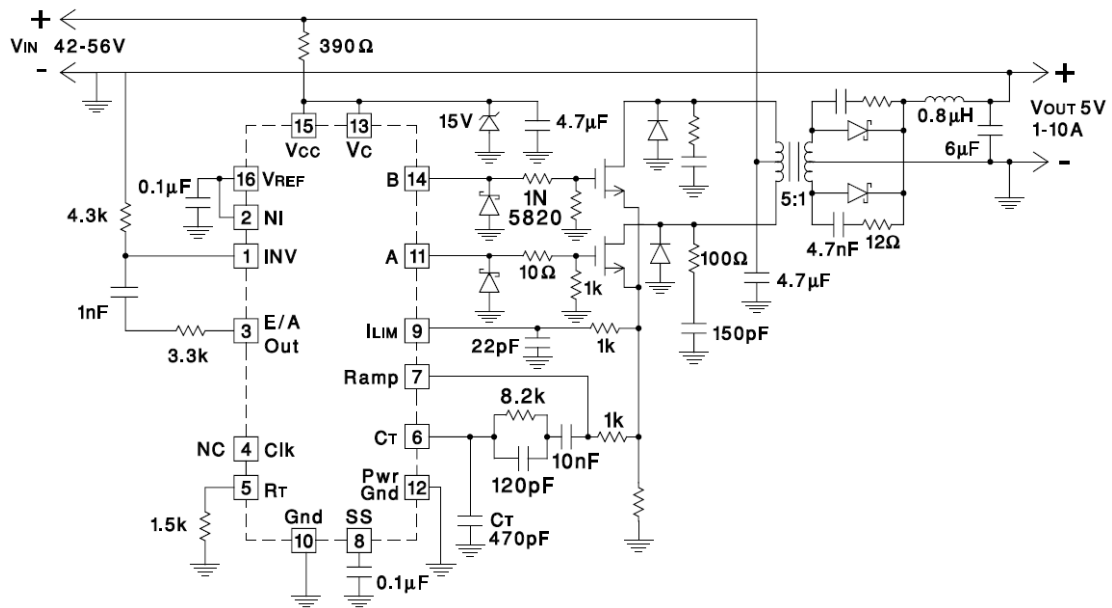 +
VIN 42-56V
-
390Ω
+
VOUT 5V
1-10A
-
15
VCC
13
VC
15V
4.7μF
0.8μH
6μF
0.1μF
16 VREF
B 14
1N
5820
5:1
4.3k
2 NI
1 INV
A 11
10Ω
1k
100Ω
4.7μF
4.7nF
12Ω
1nF
3 E/A
Out
3.3k
ILIM 9
22pF
1k
150pF
Ramp 7
8.2k
1k
NC 4 Clk
CT 6
120pF
10nF
5 RT
Pwr
Gnd 12
1.5k
Gnd
10
SS
8
CT
470pF
0.1μF